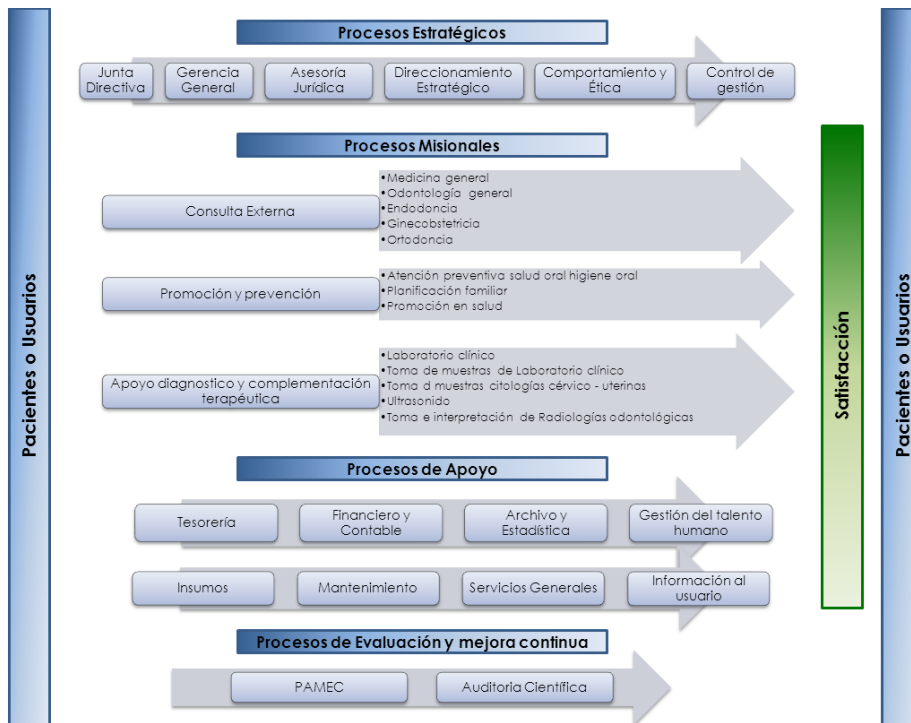 Pacientes o Usuarios
Procesos Estratégicos
Junta
Directiva
Gerencia
General
Asesoría
Jurídica
Direccionamiento
Estratégico
Comportamiento y
Ética
Control de
gestión
Procesos Misionales
Consulta Externa
•Medicina general
•Odontología general
•Endodoncia
•Ginecobstetricia
•Ortodoncia
Promoción y prevención
•Atención preventiva salud oral higiene oral
•Planificación familiar
•Promoción en salud
Apoyo diagnostico y complementación
terapéutica
•Laboratorio clínico
•Toma de muestras de Laboratorio clínico
•Toma d muestras citologías cérvico - uterinas
•Ultrasonido
•Toma e interpretación de Radiologías odontológicas
Procesos de Apoyo
Tesorería
Financiero y
Contable
Archivo y
Estadística
Gestión del talento
humano
Insumos
Mantenimiento
Servicios Generales
Información al
usuario
Procesos de Evaluación y mejora continua
PAMEC
Auditoria Científica
Satisfacción
Pacientes o Usuarios